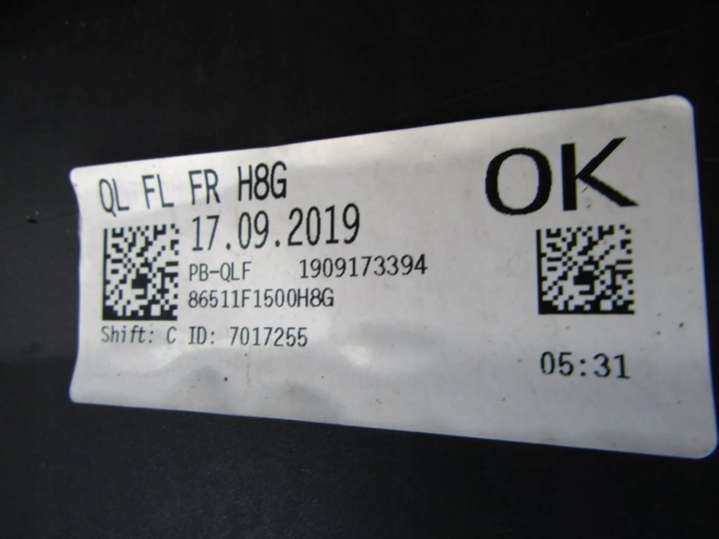 QL FL FR H8G
OK
17.09.2019
PB-QLF 1909173394
86511F1500H8G
Shift: C ID: 7017255
05:31